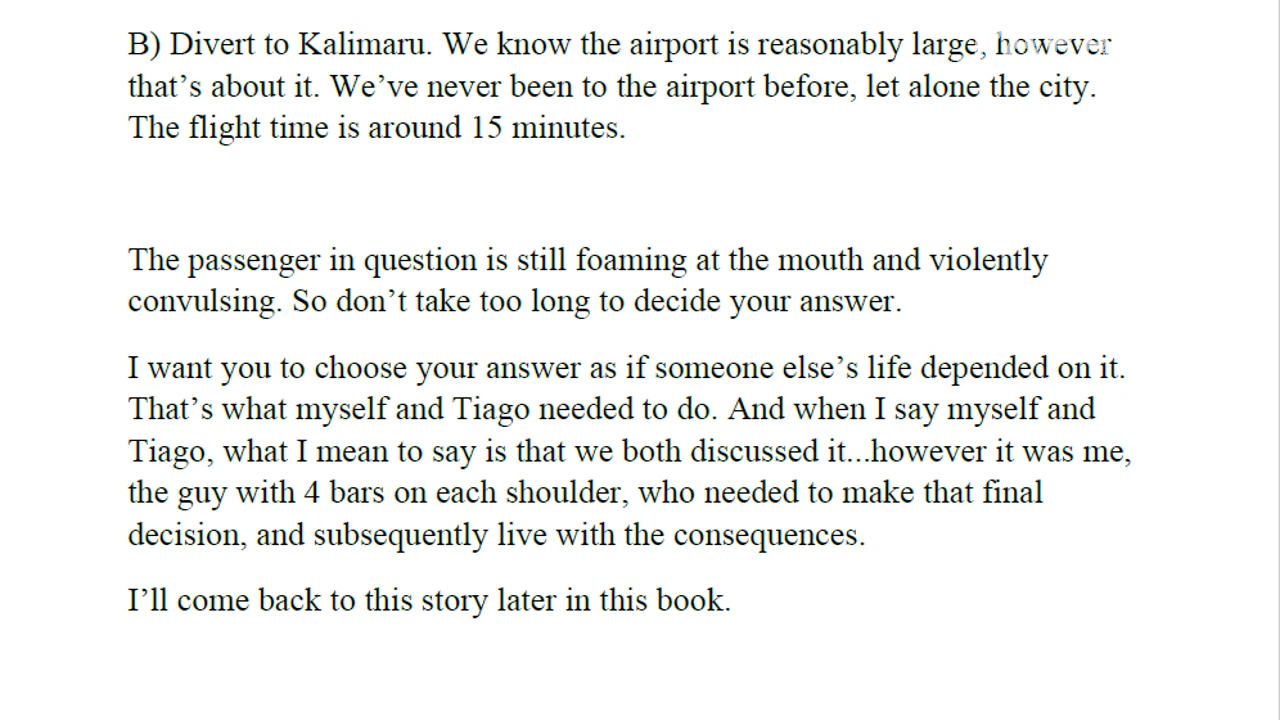 B) Divert to Kalimaru. We know the airport is reasonably large, however
that’s about it. We’ve never been to the airport before, let alone the city.
The flight time is around 15 minutes.
The passenger in question is still foaming at the mouth and violently
convulsing. So don’t take too long to decide your answer.
I want you to choose your answer as if someone else’s life depended on it.
That’s what myself and Tiago needed to do. And when I say myself and
Tiago, what I mean to say is that we both discussed it...however it was me,
the guy with 4 bars on each shoulder, who needed to make that final
decision, and subsequently live with the consequences.
I’ll come back to this story later in this book.